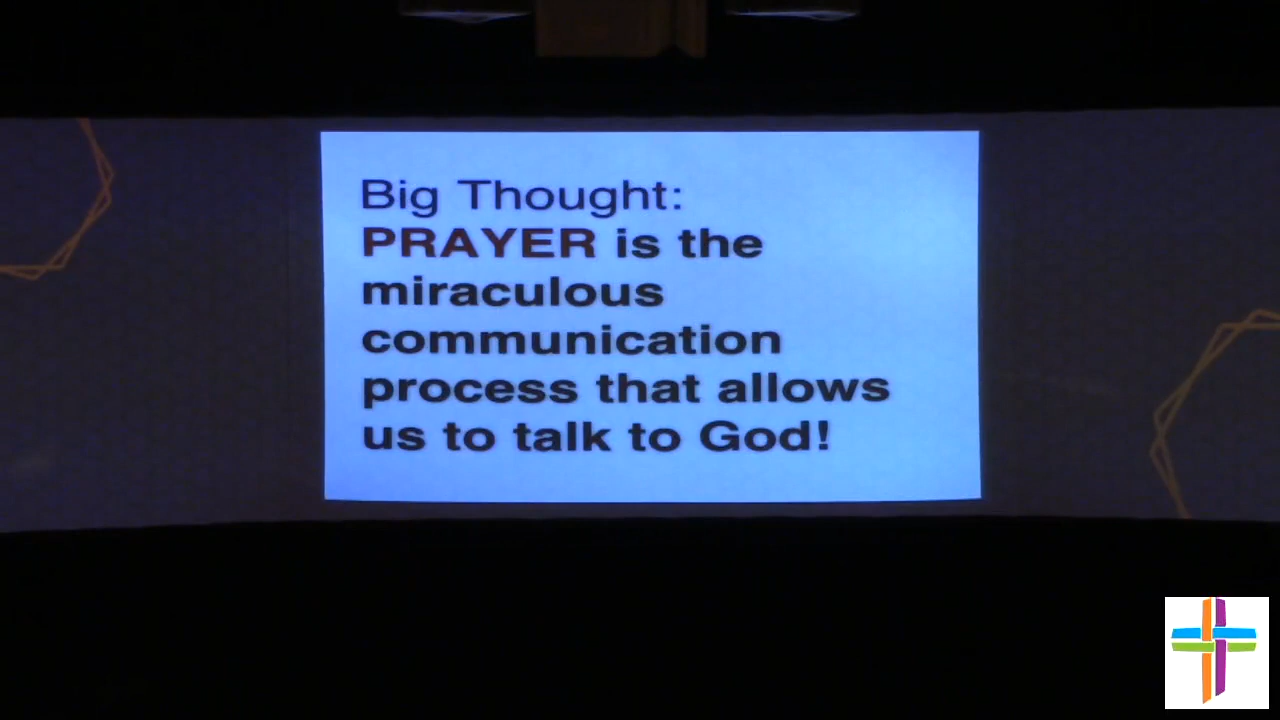 Big Thought:
PRAYER is the
miraculous
communication
process that allows
us to talk to God!